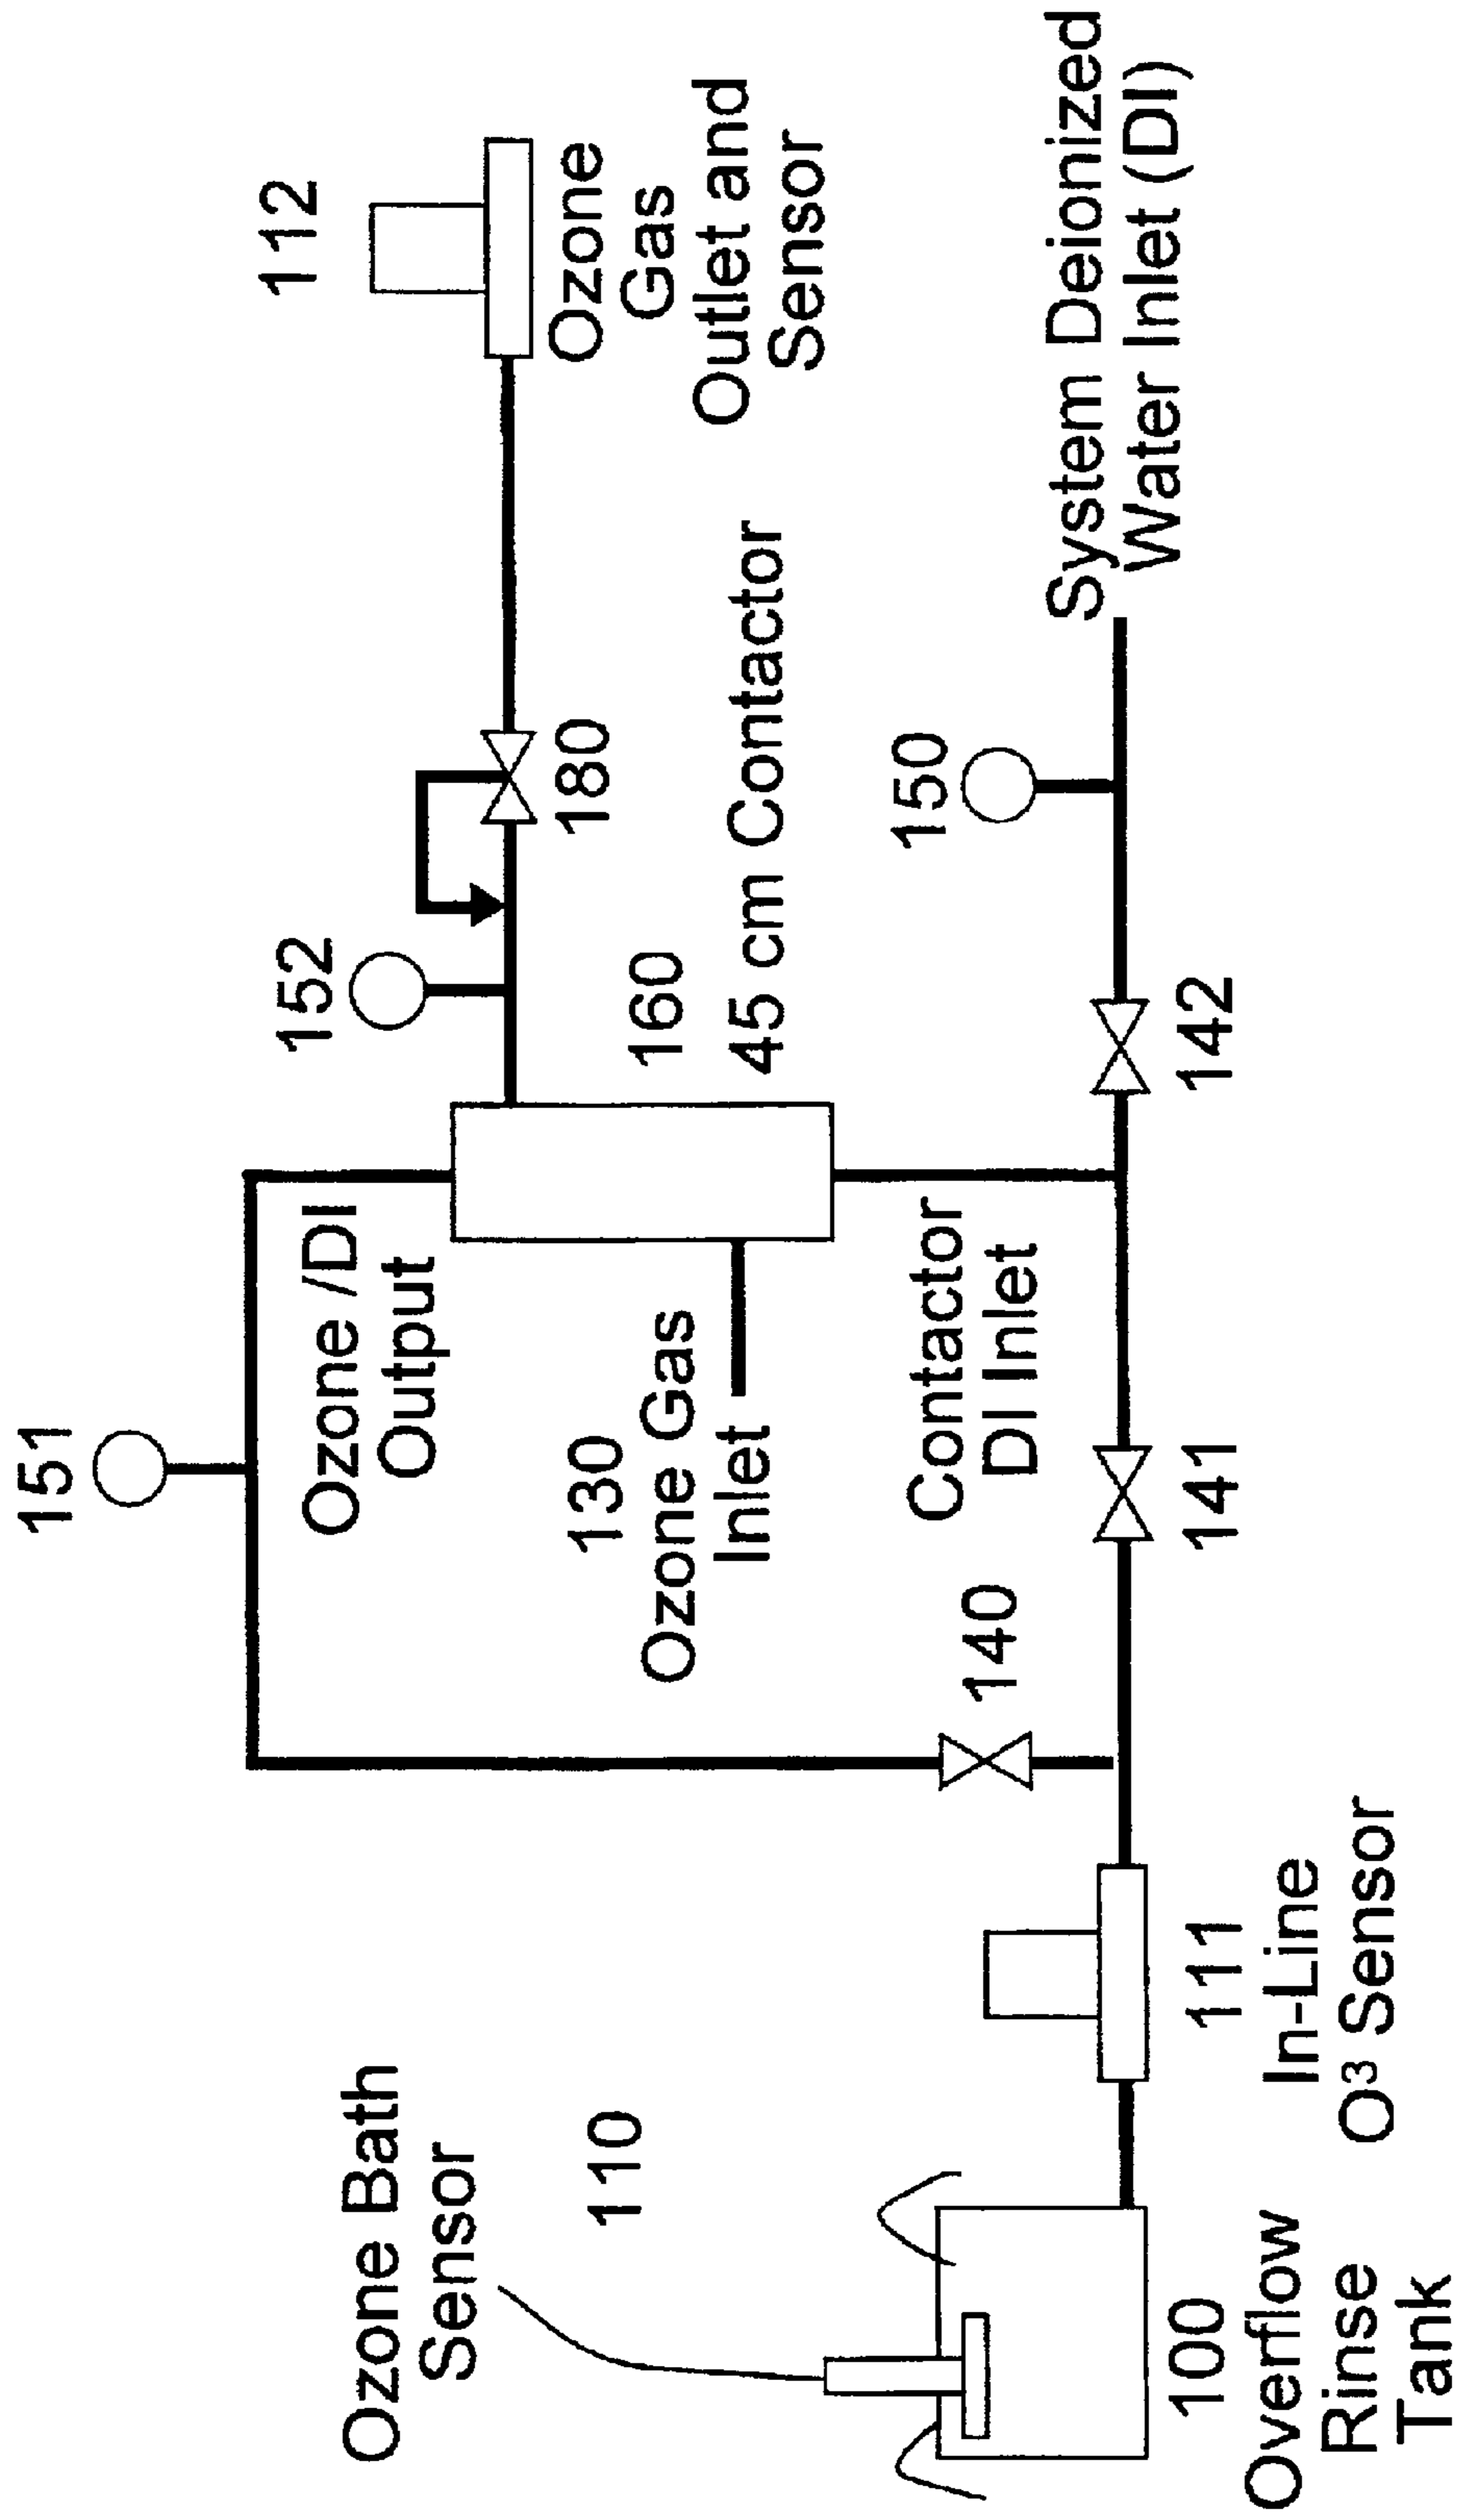 151
152
112
Ozone Bath
Sensor
110
Ozone /DI
Output
130
Ozone Gas
Inlet
160
45 cm Contactor
180
Ozone
Gas
Outlet and
Sensor
140
Contactor
DI Inlet
150
System Deionized
Water Inlet (DI)
100
Overflow
Rinse
Tank
111
In-Line
O³ Sensor
141
142